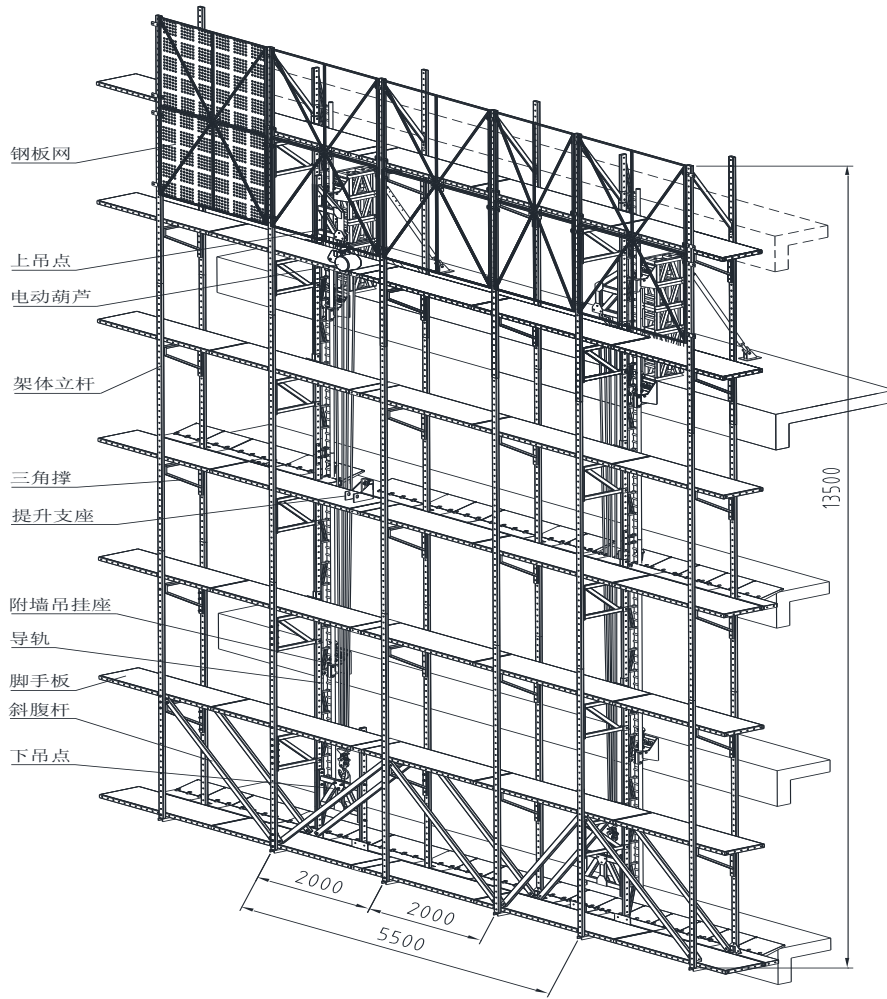 钢板网
上吊点
电动葫芦
架体立杆
三角撑
提升支座
附墙吊挂座
导轨
脚手板
斜腹杆
下吊点
13500
2000
2000
5500